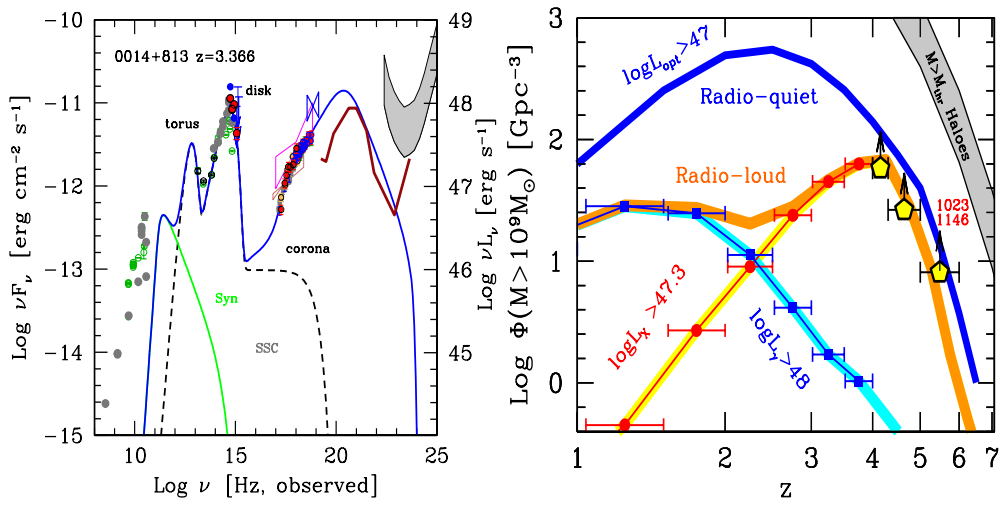 0014+813 z=3.366
torus
disk
corona
Syn
SSC
-10
-11
-12
-13
-14
-15
49
48
47
46
45
10
15
20
25
Log νF_ν [erg cm⁻² s⁻¹]
Log νL_ν [erg s⁻¹]
Log ν [Hz, observed]
logL_opt>47
Radio-quiet
Radio-loud
M>M_thr Haloes
1023
1146
logL_X>47.3
logL_γ>48
3
2
1
0
1
2
3
4
5
6
7
Log Φ(M>10⁹M_⊙) [Gpc⁻³]
z